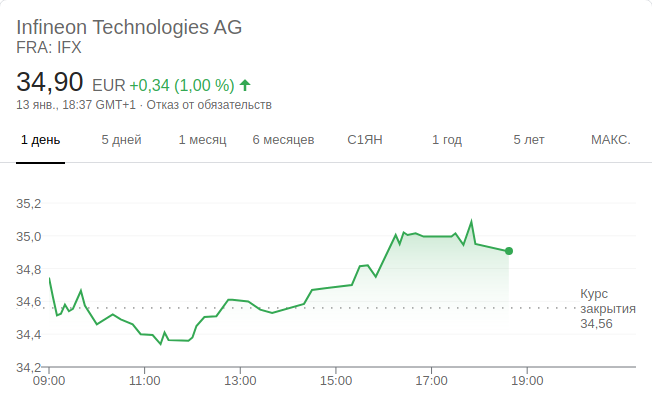 Infineon Technologies AG
FRA: IFX
34,90 EUR +0,34 (1,00 %)
13 янв., 18:37 GMT+1 · Отказ от обязательств
1 день 5 дней 1 месяц 6 месяцев С1ЯН 1 год 5 лет МАКС.
35,2
35,0
34,8
34,6
34,4
34,2
Курс
закрытия
34,56
09:00 11:00 13:00 15:00 17:00 19:00